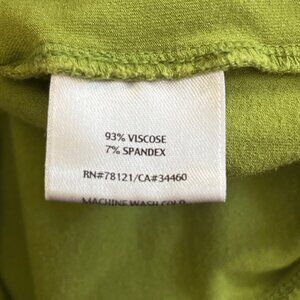 93% VISCOSE
7% SPANDEX
RN#78121/CA#34460
MACHINE WASH COLD